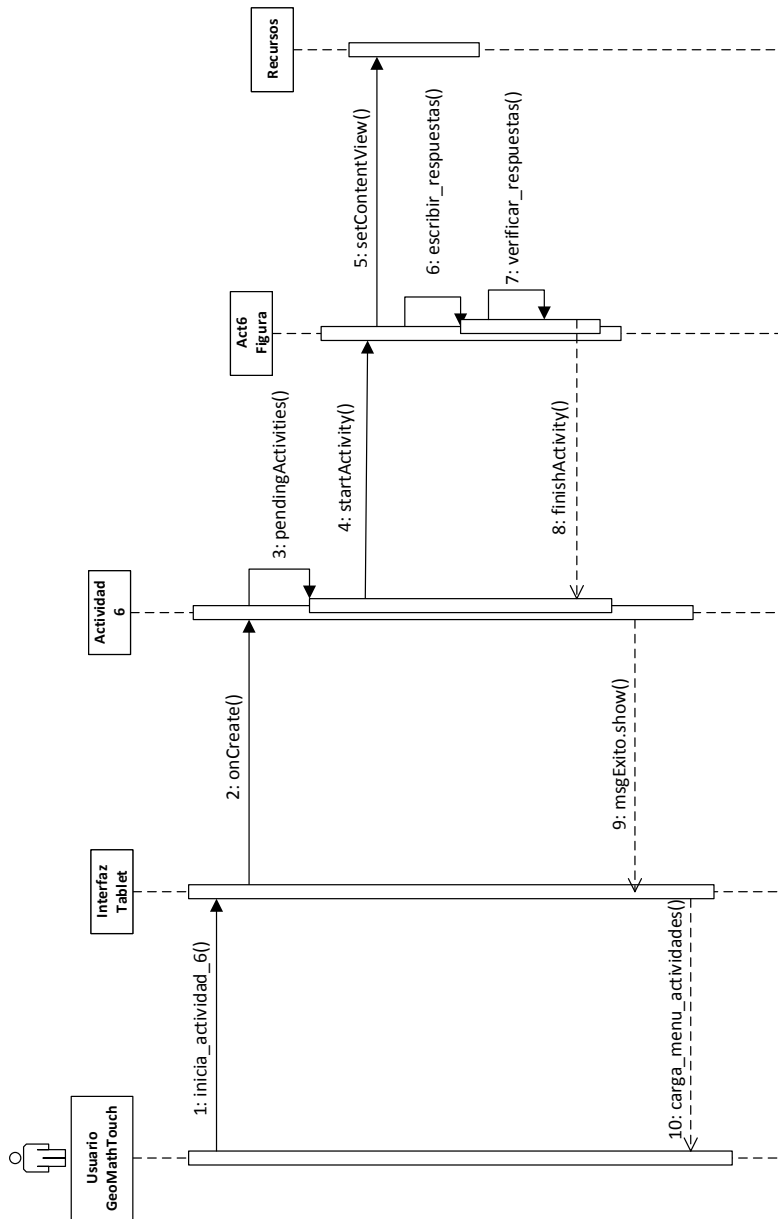 Usuario
GeoMathTouch
Interfaz
Tablet
Actividad
6
Act6
Figura
Recursos
1: inicia_actividad_6()
2: onCreate()
3: pendingActivities()
4: startActivity()
5: setContentView()
6: escribir_respuestas()
7: verificar_respuestas()
8: finishActivity()
9: msgExito.show()
10: carga_menu_actividades()